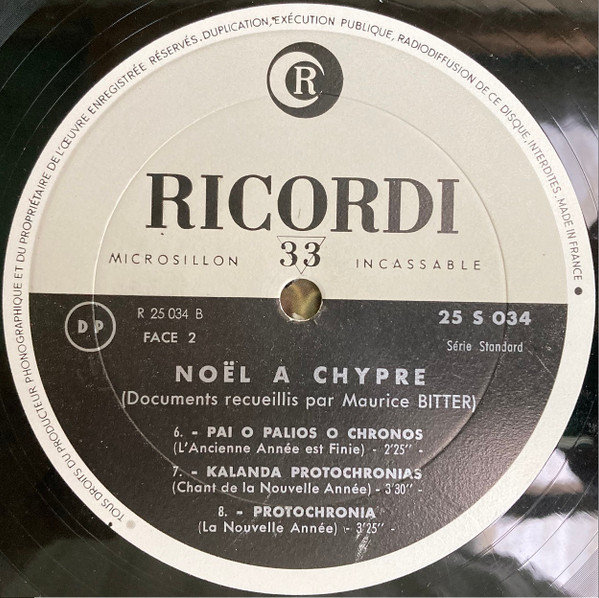 TOUS DROITS DU PRODUCTEUR PHONOGRAPHIQUE ET DU PROPRIÉTAIRE DE L'ŒUVRE ENREGISTRÉE RÉSERVÉS. DUPLICATION, EXÉCUTION PUBLIQUE, RADIODIFFUSION DE CE DISQUE, INTERDITES. MADE IN FRANCE
R
RICORDI
MICROSILLON 33 INCASSABLE
DP R 25 034 B 25 S 034
FACE 2 Série Standard
NOËL A CHYPRE
(Documents recueillis par Maurice BITTER)
6. - PAI O PALIOS O CHRONOS
(L'Ancienne Année est Finie) - 2'25" -
7. - KALANDA PROTOCHRONIAS
(Chant de la Nouvelle Année) - 3'30" -
8. - PROTOCHRONIA
(La Nouvelle Année) - 3'25" -